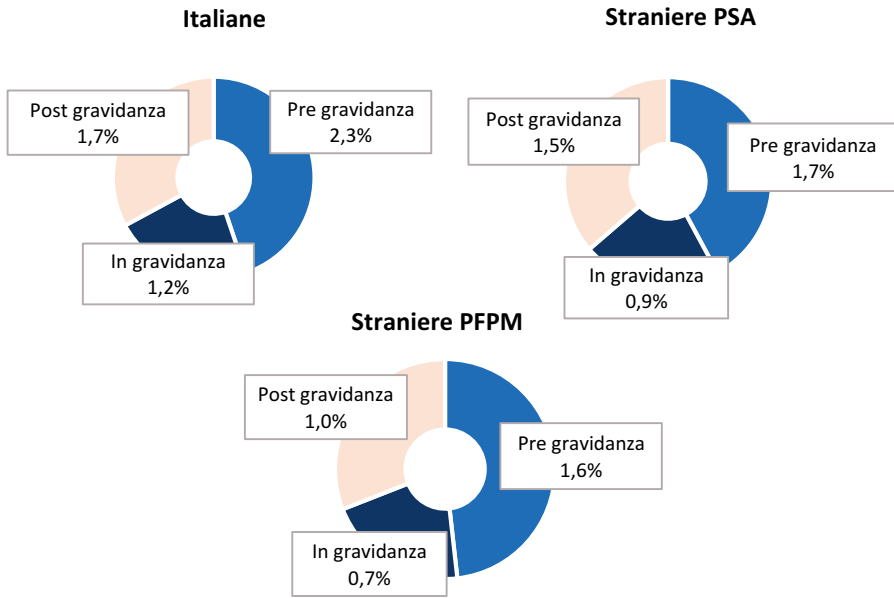 Italiane
Post gravidanza
1,7%
Pre gravidanza
2,3%
In gravidanza
1,2%
Straniere PSA
Post gravidanza
1,5%
Pre gravidanza
1,7%
In gravidanza
0,9%
Straniere PFPM
Post gravidanza
1,0%
Pre gravidanza
1,6%
In gravidanza
0,7%